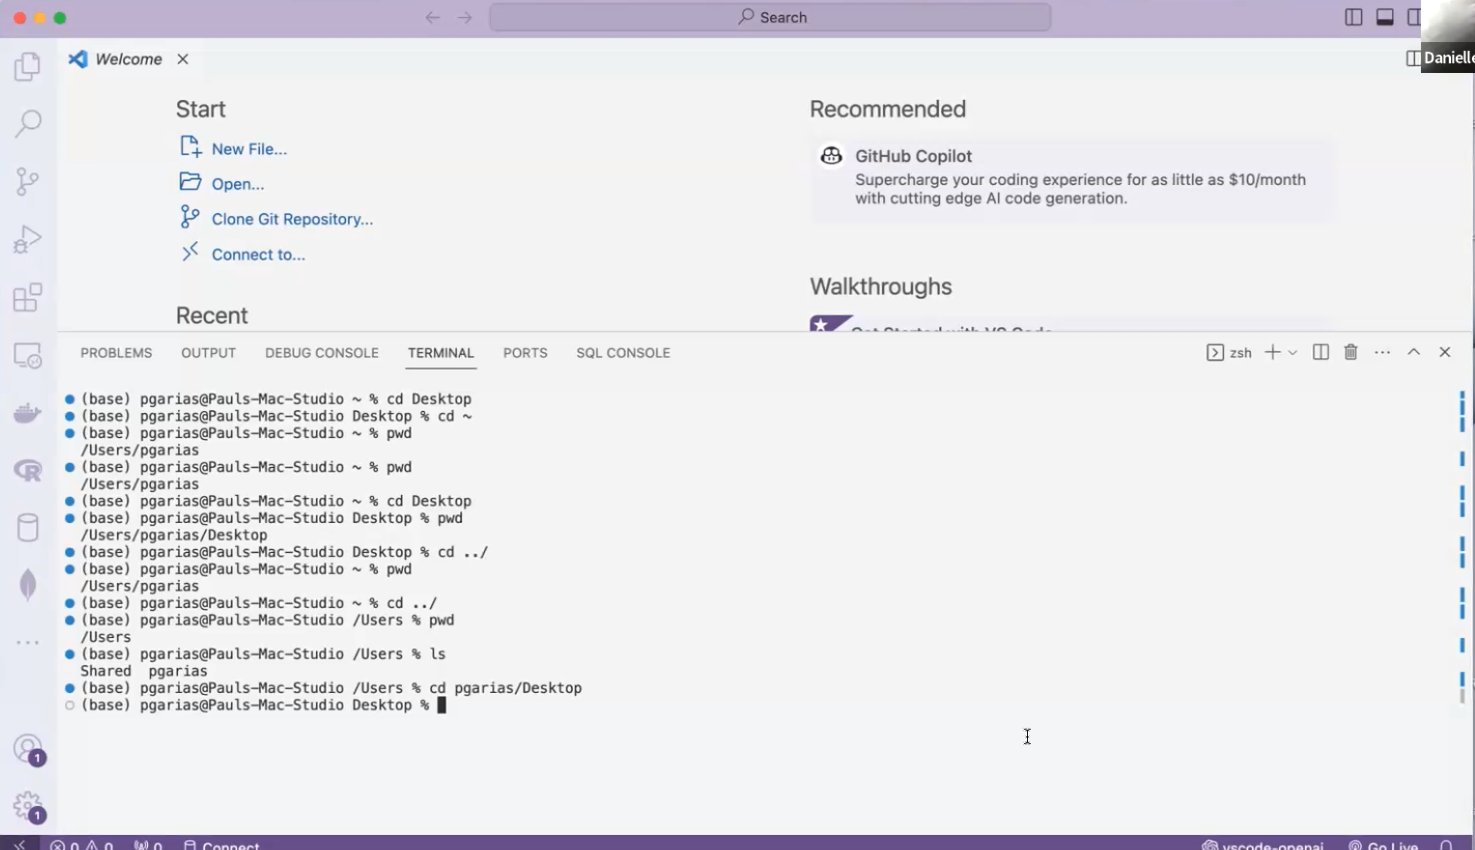 Search
Danielle
Welcome
Start
New File...
Open...
Clone Git Repository...
Connect to...
Recent
Recommended
GitHub Copilot
Supercharge your coding experience for as little as $10/month
with cutting edge AI code generation.
Walkthroughs
Get Started with VS Code
PROBLEMS OUTPUT DEBUG CONSOLE TERMINAL PORTS SQL CONSOLE zsh
(base) pgarias@Pauls-Mac-Studio ~ % cd Desktop
(base) pgarias@Pauls-Mac-Studio Desktop % cd ~
(base) pgarias@Pauls-Mac-Studio ~ % pwd
/Users/pgarias
(base) pgarias@Pauls-Mac-Studio ~ % pwd
/Users/pgarias
(base) pgarias@Pauls-Mac-Studio ~ % cd Desktop
(base) pgarias@Pauls-Mac-Studio Desktop % pwd
/Users/pgarias/Desktop
(base) pgarias@Pauls-Mac-Studio Desktop % cd ../
(base) pgarias@Pauls-Mac-Studio ~ % pwd
/Users/pgarias
(base) pgarias@Pauls-Mac-Studio ~ % cd ../
(base) pgarias@Pauls-Mac-Studio /Users % pwd
/Users
(base) pgarias@Pauls-Mac-Studio /Users % ls
Shared pgarias
(base) pgarias@Pauls-Mac-Studio /Users % cd pgarias/Desktop
(base) pgarias@Pauls-Mac-Studio Desktop %
1
1
0 0 0 Connect vscode-openai Go Live